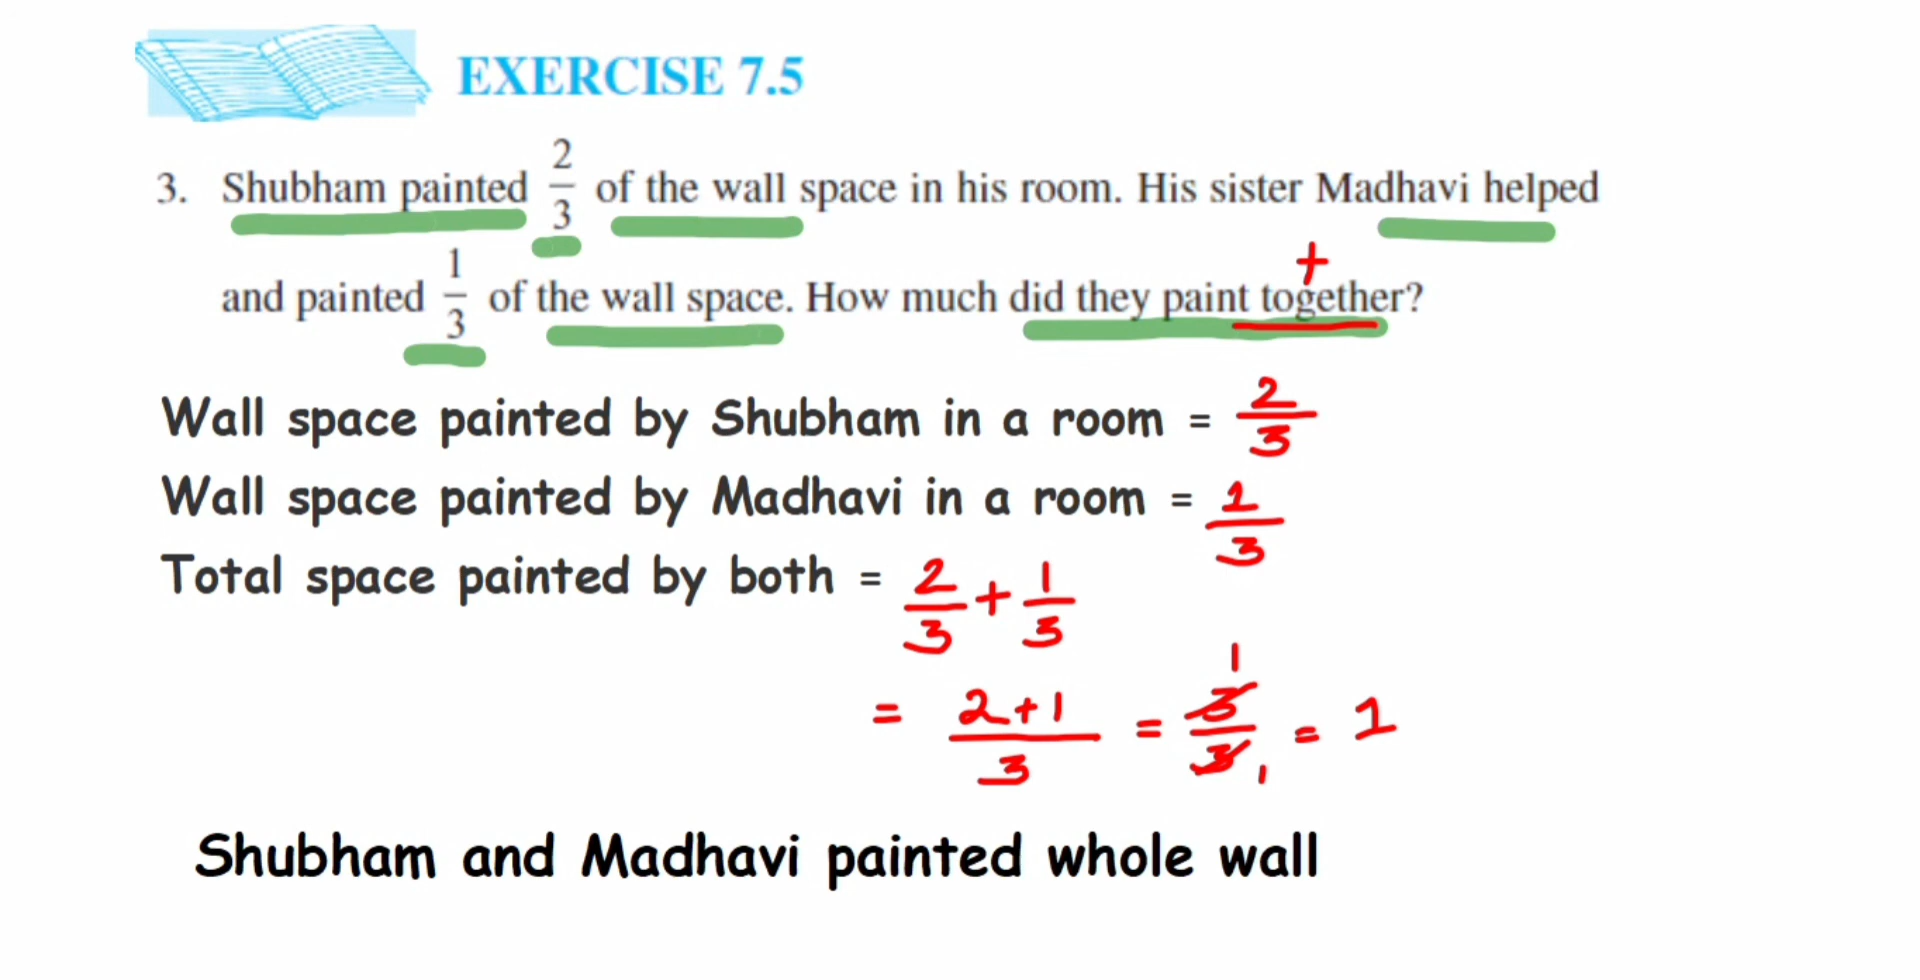 EXERCISE 7.5
3. Shubham painted 2/3 of the wall space in his room. His sister Madhavi helped
+
and painted 1/3 of the wall space. How much did they paint together?
Wall space painted by Shubham in a room = 2/3
Wall space painted by Madhavi in a room = 1/3
Total space painted by both = 2/3 + 1/3
= 2+1/3 = 3/3 1 1 = 1
Shubham and Madhavi painted whole wall